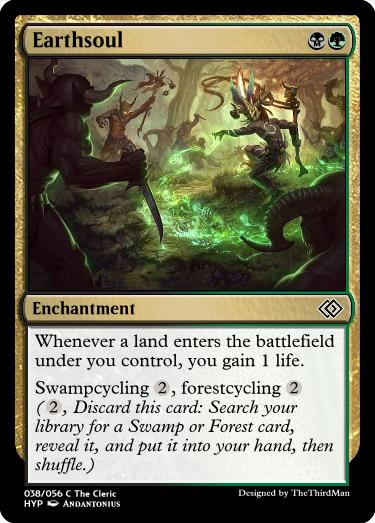 Earthsoul
Enchantment
Whenever a land enters the battlefield
under you control, you gain 1 life.
Swampcycling 2, forestcycling 2
( 2, Discard this card: Search your
library for a Swamp or Forest card,
reveal it, and put it into your hand, then
shuffle.)
038/056 C The Cleric
Designed by TheThirdMan
HYP Andantonius